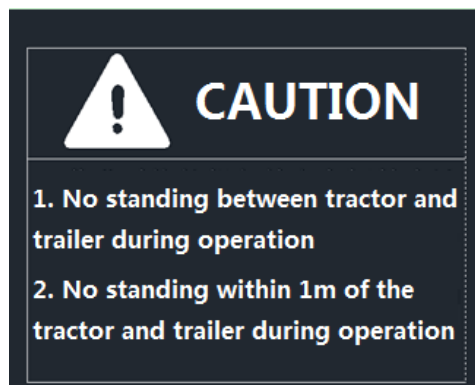 CAUTION
1. No standing between tractor and
trailer during operation
2. No standing within 1m of the
tractor and trailer during operation